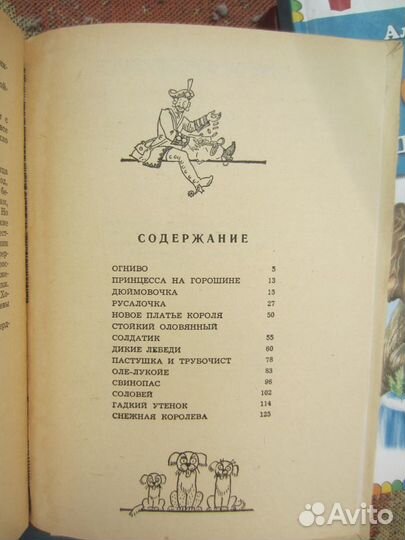 СОДЕРЖАНИЕ
ОГНИВО 5
ПРИНЦЕССА НА ГОРОШИНЕ 13
ДЮЙМОВОЧКА 15
РУСАЛОЧКА 27
НОВОЕ ПЛАТЬЕ КОРОЛЯ 50
СТОЙКИЙ ОЛОВЯННЫЙ
СОЛДАТИК 55
ДИКИЕ ЛЕБЕДИ 60
ПАСТУШКА И ТРУБОЧИСТ 78
ОЛЕ-ЛУКОЙЕ 83
СВИНОПАС 96
СОЛОВЕЙ 102
ГАДКИЙ УТЕНОК 114
СНЕЖНАЯ КОРОЛЕВА 125
Avito